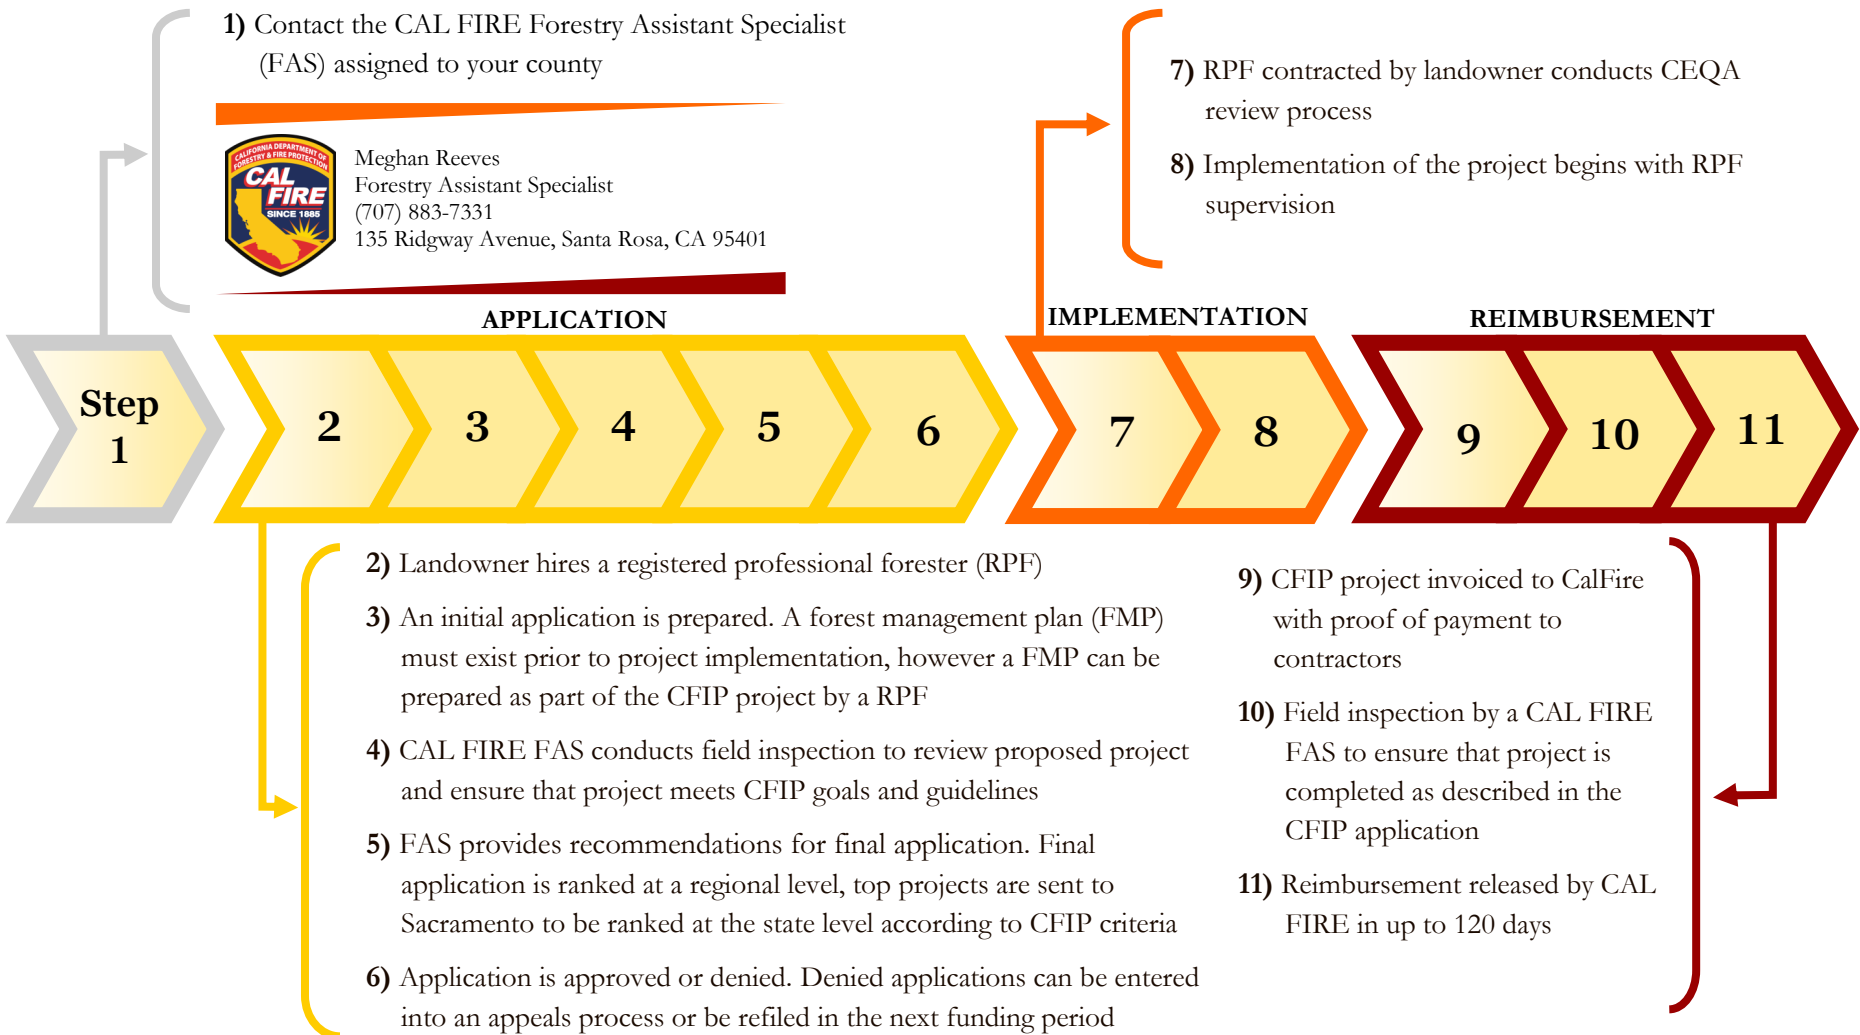 1) Contact the CAL FIRE Forestry Assistant Specialist
(FAS) assigned to your county
CALIFORNIA DEPARTMENT OF
FORESTRY & FIRE PROTECTION
CAL
FIRE
SINCE 1885
Meghan Reeves
Forestry Assistant Specialist
(707) 883-7331
135 Ridgway Avenue, Santa Rosa, CA 95401
7) RPF contracted by landowner conducts CEQA
review process
8) Implementation of the project begins with RPF
supervision
APPLICATION
IMPLEMENTATION
REIMBURSEMENT
Step
1
2
3
4
5
6
7
8
9
10
11
2) Landowner hires a registered professional forester (RPF)
3) An initial application is prepared. A forest management plan (FMP)
must exist prior to project implementation, however a FMP can be
prepared as part of the CFIP project by a RPF
4) CAL FIRE FAS conducts field inspection to review proposed project
and ensure that project meets CFIP goals and guidelines
5) FAS provides recommendations for final application. Final
application is ranked at a regional level, top projects are sent to
Sacramento to be ranked at the state level according to CFIP criteria
6) Application is approved or denied. Denied applications can be entered
into an appeals process or be refiled in the next funding period
9) CFIP project invoiced to CalFire
with proof of payment to
contractors
10) Field inspection by a CAL FIRE
FAS to ensure that project is
completed as described in the
CFIP application
11) Reimbursement released by CAL
FIRE in up to 120 days